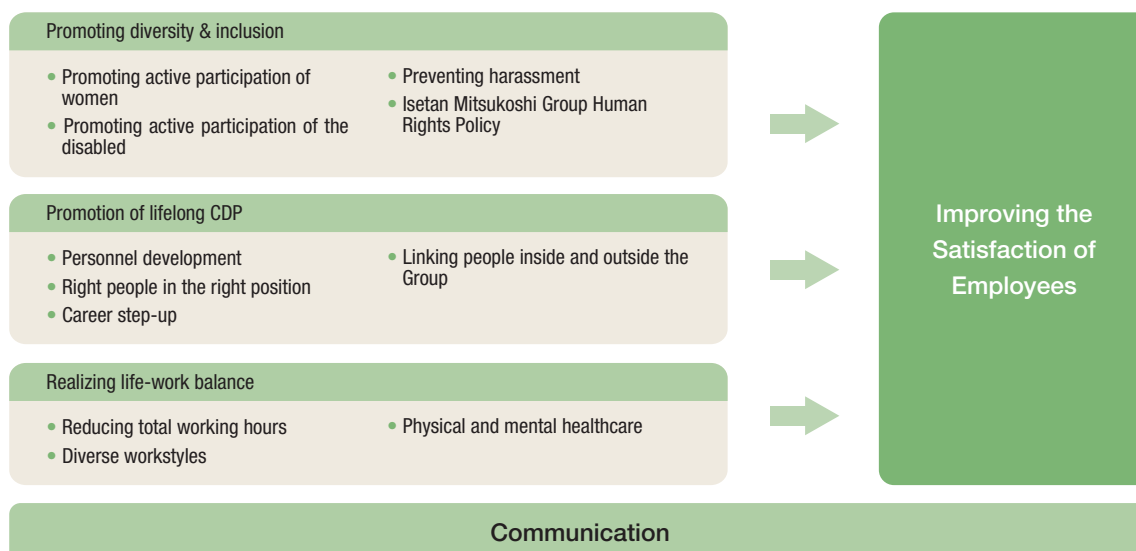 Promoting diversity & inclusion
• Promoting active participation of
women
• Promoting active participation of the
disabled
• Preventing harassment
• Isetan Mitsukoshi Group Human
Rights Policy
Promotion of lifelong CDP
• Personnel development
• Right people in the right position
• Career step-up
• Linking people inside and outside the
Group
Realizing life-work balance
• Reducing total working hours
• Diverse workstyles
• Physical and mental healthcare
Improving the
Satisfaction of
Employees
Communication